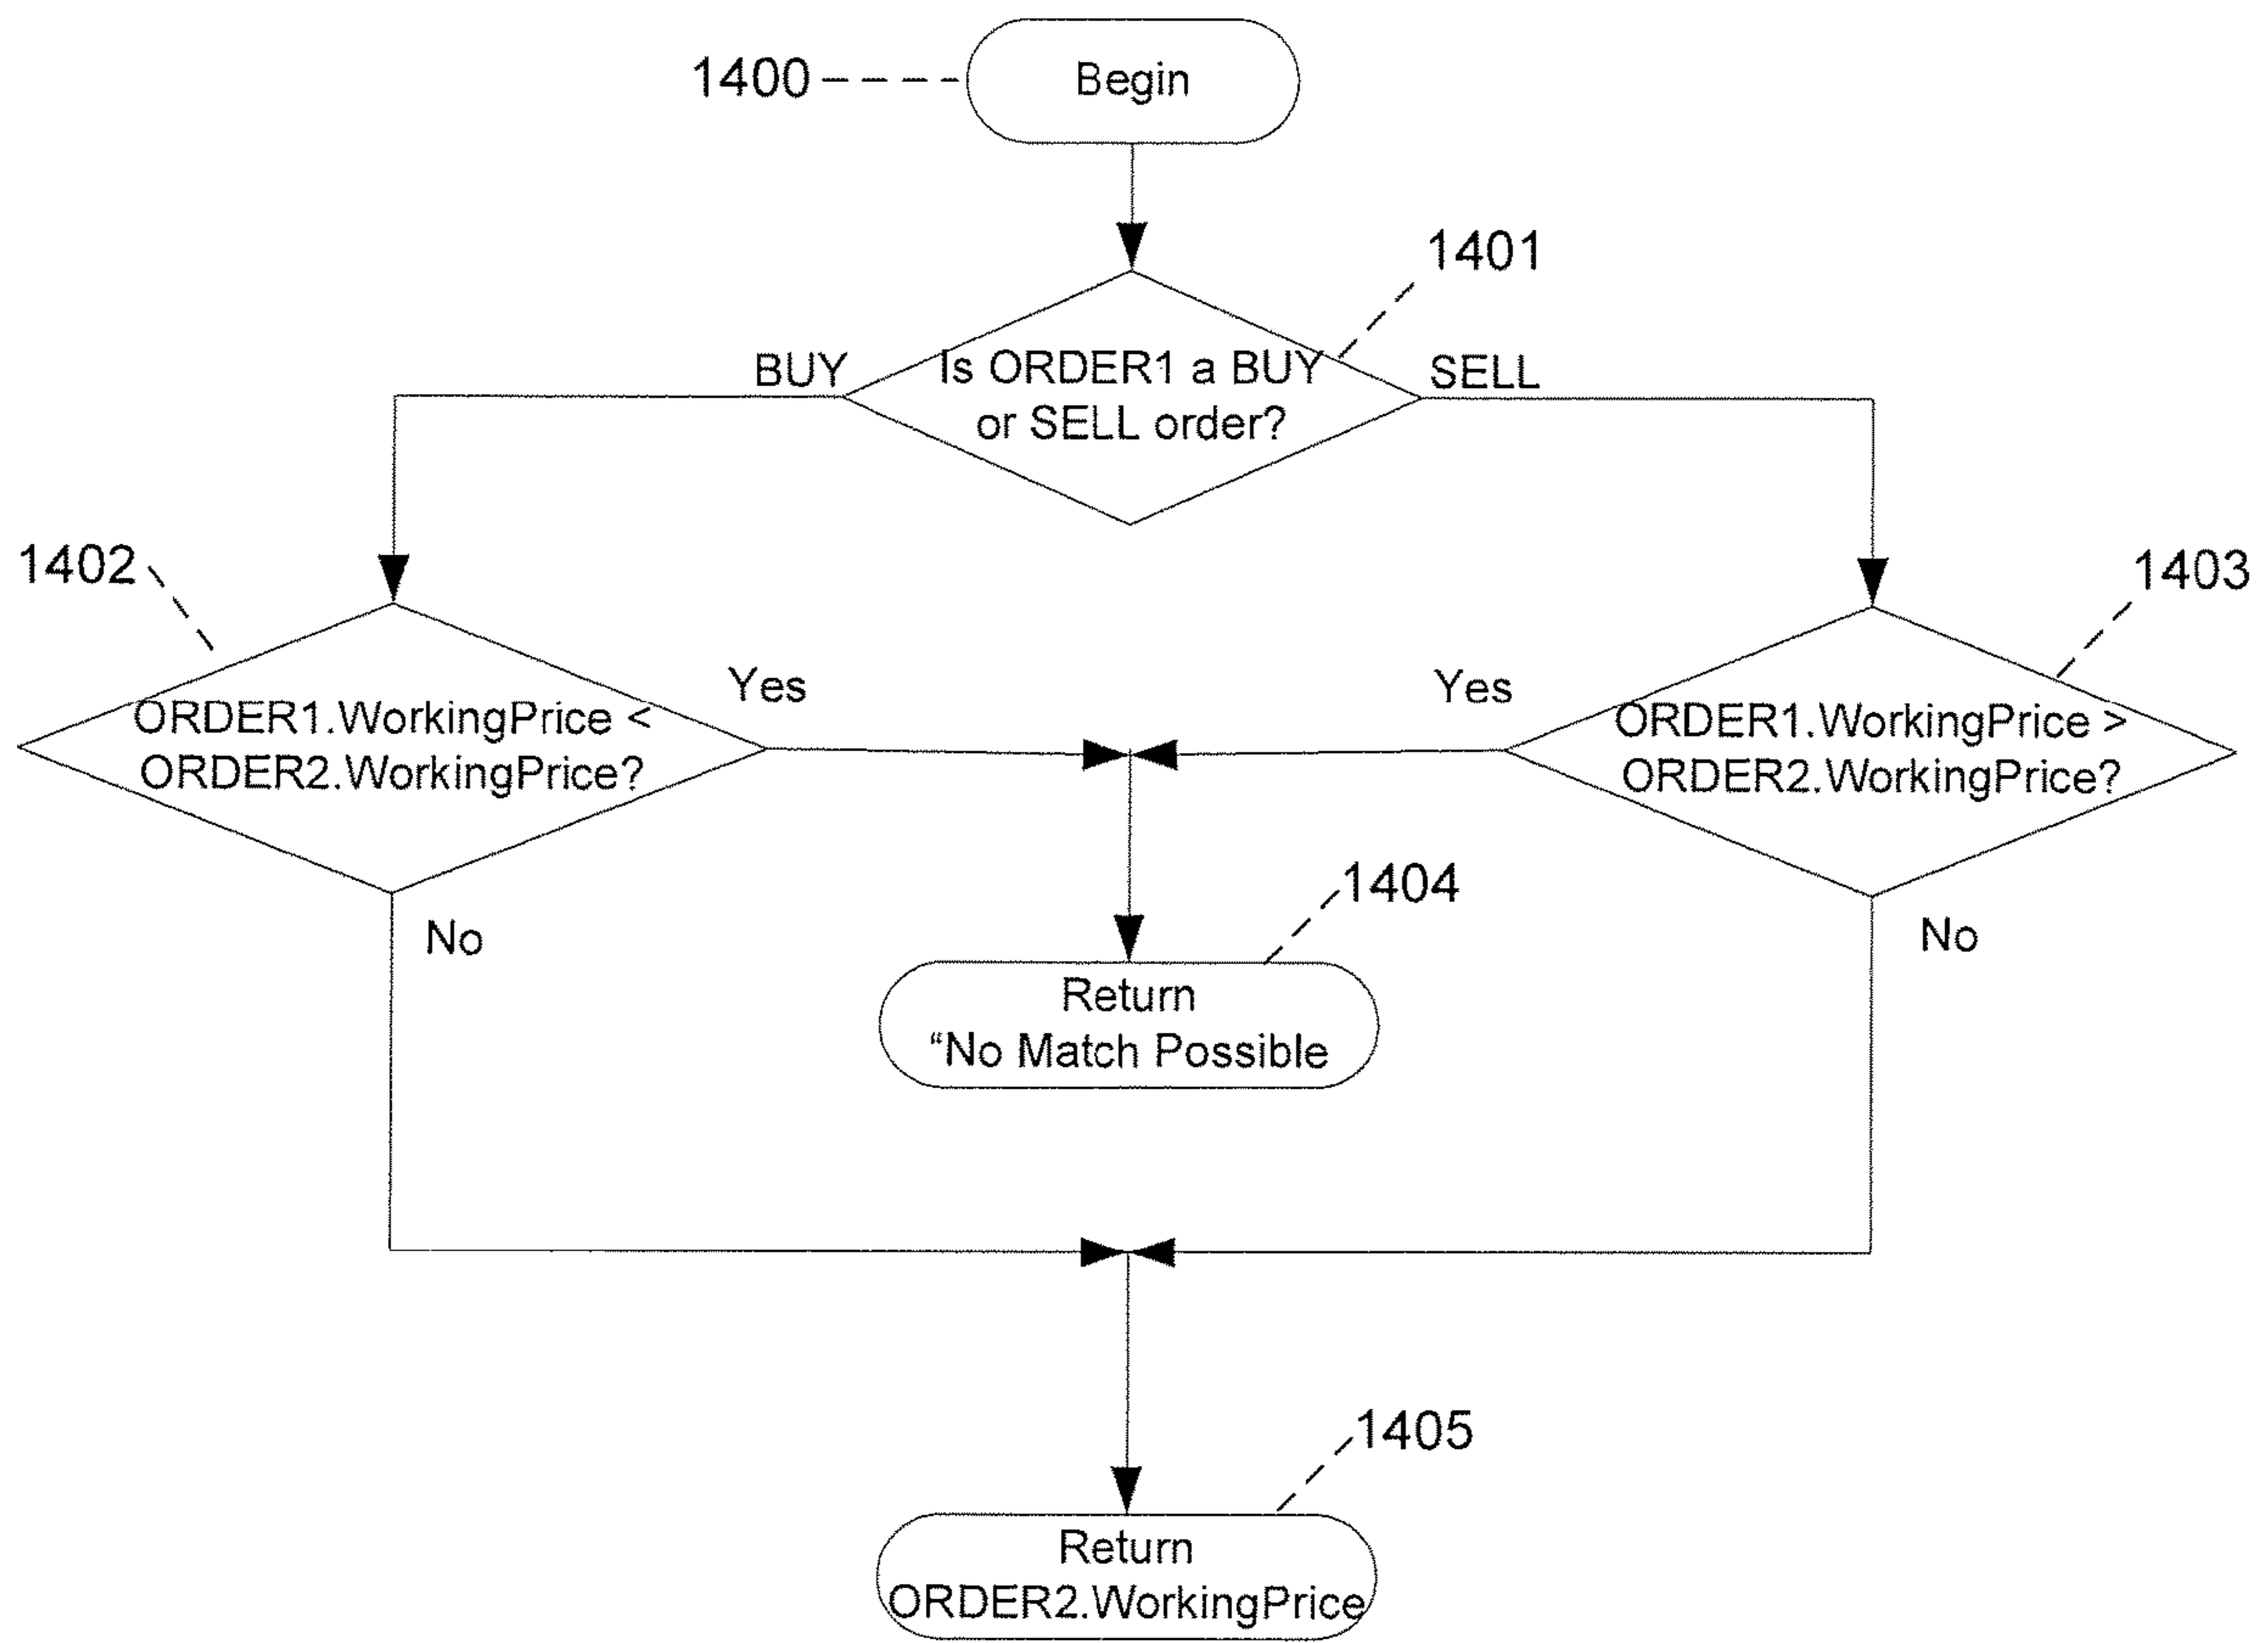 1400
Begin
1401
BUY
Is ORDER1 a BUY
or SELL order?
SELL
1402
1403
ORDER1.WorkingPrice <
ORDER2.WorkingPrice?
Yes
Yes
ORDER1.WorkingPrice >
ORDER2.WorkingPrice?
1404
No
No
Return
“No Match Possible
1405
Return
ORDER2.WorkingPrice